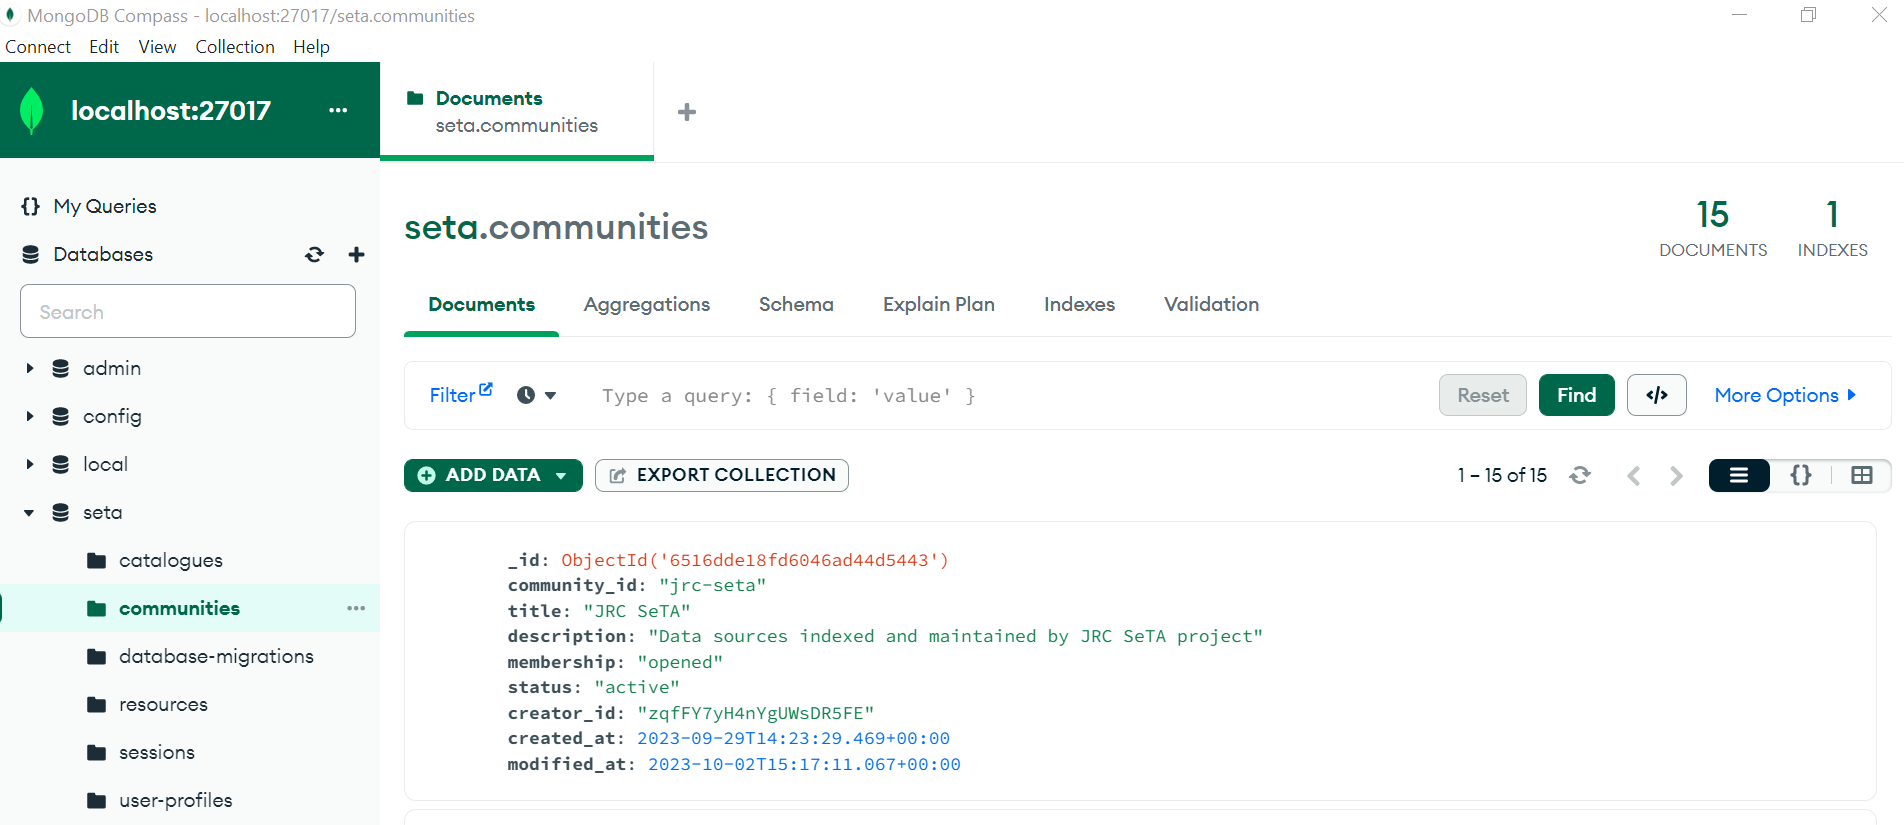 MongoDB Compass - localhost:27017/seta.communities
Connect Edit View Collection Help
localhost:27017
Documents
seta.communities
My Queries
Databases
Search
admin
config
local
seta
catalogues
communities
database-migrations
resources
sessions
user-profiles
seta.communities
15
DOCUMENTS
1
INDEXES
Documents Aggregations Schema Explain Plan Indexes Validation
Filter Type a query: { field: 'value' } Reset Find </> More Options
ADD DATA EXPORT COLLECTION 1 – 15 of 15 {}
_id: ObjectId('6516dde18fd6046ad44d5443')
community_id: "jrc-seta"
title: "JRC SeTA"
description: "Data sources indexed and maintained by JRC SeTA project"
membership: "opened"
status: "active"
creator_id: "zqfFY7yH4nYgUWsDR5FE"
created_at: 2023-09-29T14:23:29.469+00:00
modified_at: 2023-10-02T15:17:11.067+00:00